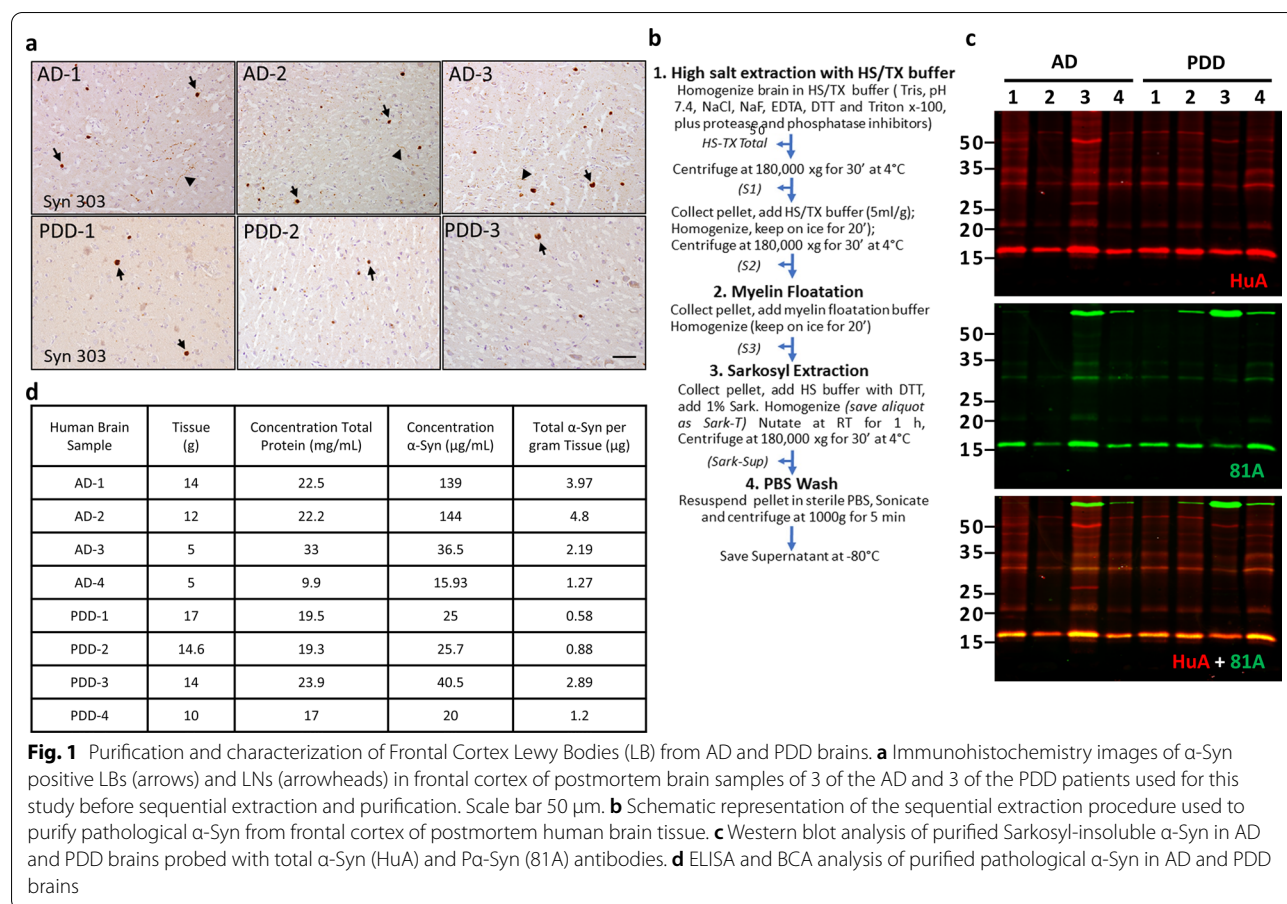 a
AD-1
AD-2
AD-3
Syn 303
PDD-1
PDD-2
PDD-3
Syn 303
b
1. High salt extraction with HS/TX buffer
Homogenize brain in HS/TX buffer ( Tris, pH
7.4, NaCl, NaF, EDTA, DTT and Triton x-100,
plus protease and phosphatase inhibitors)
50
HS-TX Total
Centrifuge at 180,000 xg for 30’ at 4°C
(S1)
Collect pellet, add HS/TX buffer (5ml/g);
Homogenize, keep on ice for 20’);
Centrifuge at 180,000 xg for 30’ at 4°C
(S2)
2. Myelin Floatation
Collect pellet, add myelin floatation buffer
Homogenize (keep on ice for 20’)
(S3)
3. Sarkosyl Extraction
Collect pellet, add HS buffer with DTT,
add 1% Sark. Homogenize (save aliquot
as Sark-T) Nutate at RT for 1 h,
Centrifuge at 180,000 xg for 30’ at 4°C
(Sark-Sup)
4. PBS Wash
Resuspend pellet in sterile PBS, Sonicate
and centrifuge at 1000g for 5 min
Save Supernatant at -80°C
c
AD PDD
1 2 3 4 1 2 3 4
50
35
25
20
15
HuA
50
35
25
20
15
81A
50
35
25
20
15
HuA + 81A
d
Human Brain Sample Tissue (g) Concentration Total Protein (mg/mL) Concentration α-Syn (µg/mL) Total α-Syn per gram Tissue (µg)
AD-1 14 22.5 139 3.97
AD-2 12 22.2 144 4.8
AD-3 5 33 36.5 2.19
AD-4 5 9.9 15.93 1.27
PDD-1 17 19.5 25 0.58
PDD-2 14.6 19.3 25.7 0.88
PDD-3 14 23.9 40.5 2.89
PDD-4 10 17 20 1.2
Fig. 1 Purification and characterization of Frontal Cortex Lewy Bodies (LB) from AD and PDD brains. a Immunohistochemistry images of α-Syn
positive LBs (arrows) and LNs (arrowheads) in frontal cortex of postmortem brain samples of 3 of the AD and 3 of the PDD patients used for this
study before sequential extraction and purification. Scale bar 50 µm. b Schematic representation of the sequential extraction procedure used to
purify pathological α-Syn from frontal cortex of postmortem human brain tissue. c Western blot analysis of purified Sarkosyl-insoluble α-Syn in AD
and PDD brains probed with total α-Syn (HuA) and Pα-Syn (81A) antibodies. d ELISA and BCA analysis of purified pathological α-Syn in AD and PDD
brains